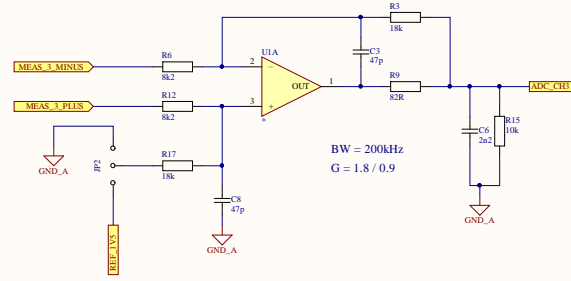 R3
18k
MEAS_3_MINUS
R6
8k2
U1A
2
−
OUT
1
C3
47p
R9
82R
ADC_CH3
MEAS_3_PLUS
R12
8k2
3
+
*
C6
2n2
R15
10k
BW = 200kHz
G = 1.8 / 0.9
GND_A
JP2
R17
18k
C8
47p
GND_A
GND_A
REF_1V5